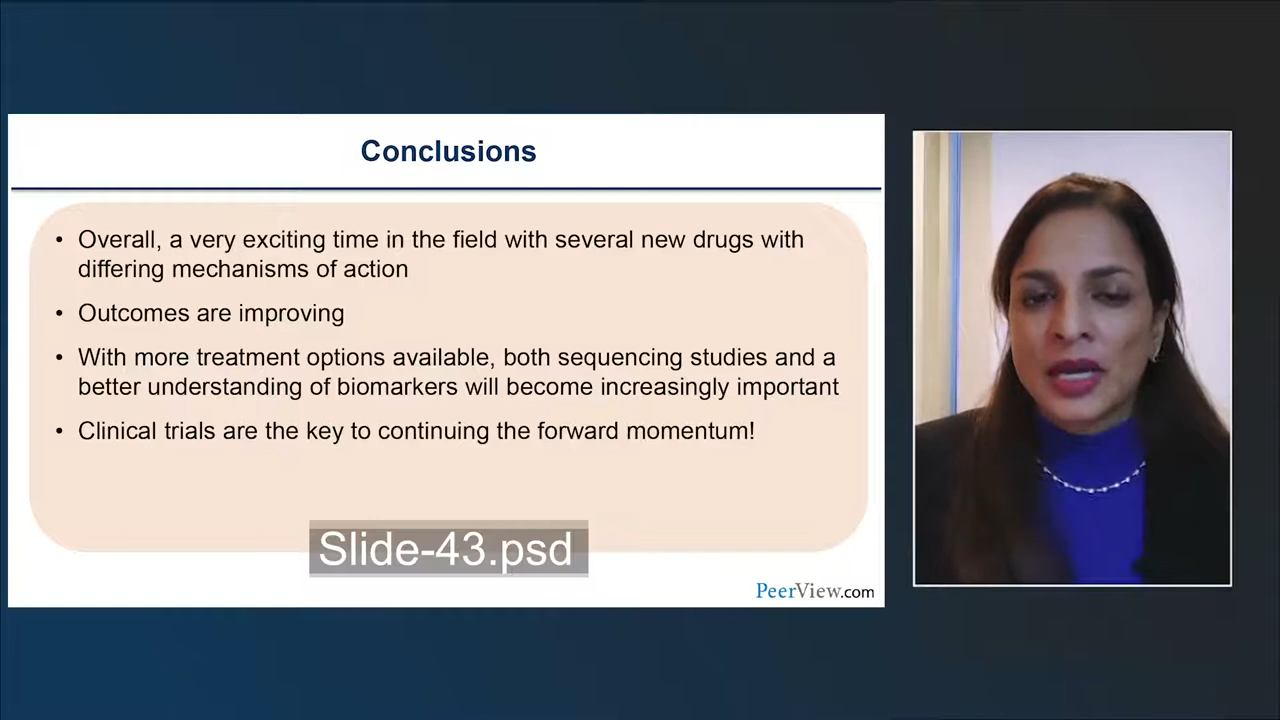 Conclusions
• Overall, a very exciting time in the field with several new drugs with
differing mechanisms of action
• Outcomes are improving
• With more treatment options available, both sequencing studies and a
better understanding of biomarkers will become increasingly important
• Clinical trials are the key to continuing the forward momentum!
Slide-43.psd
PeerView.com